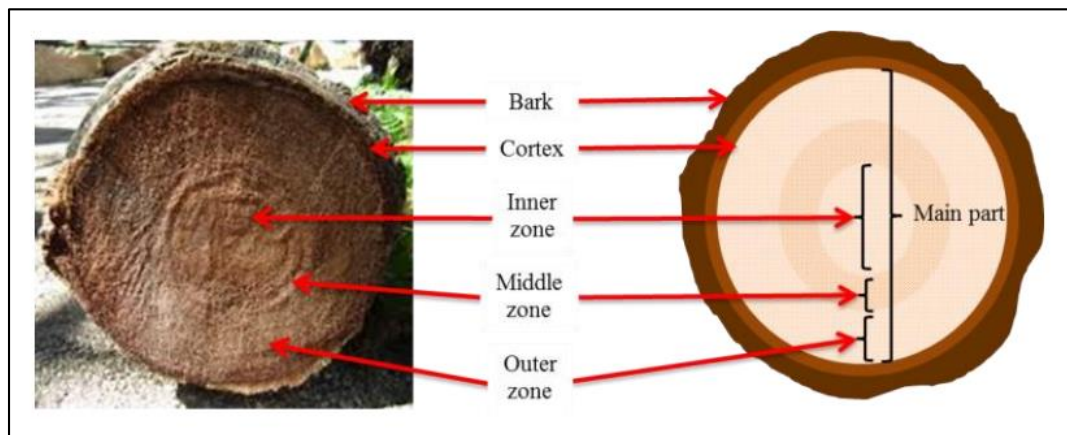 Bark
Cortex
Inner
zone
Main part
Middle
zone
Outer
zone